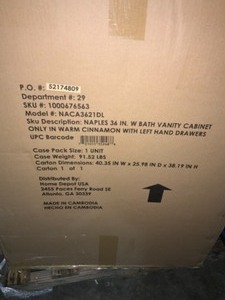 P.O. #: 52174809
Department #: 29
SKU #: 1000676563
Model #: NACA3621DL
Sku Description: NAPLES 36 IN. W BATH VANITY CABINET
ONLY IN WARM CINNAMON WITH LEFT HAND DRAWERS
UPC Barcode
Case Pack Size: 1 UNIT
Case Weight: 91.52 LBS
Carton Dimensions: 40.35 IN W X 25.98 IN D X 38.19 IN H
Carton 1 of 1
Distributed By:
Home Depot USA
2455 Paces Ferry Road SE
Atlanta, GA 30339
MADE IN CAMBODIA
HECHO EN CAMBODIA